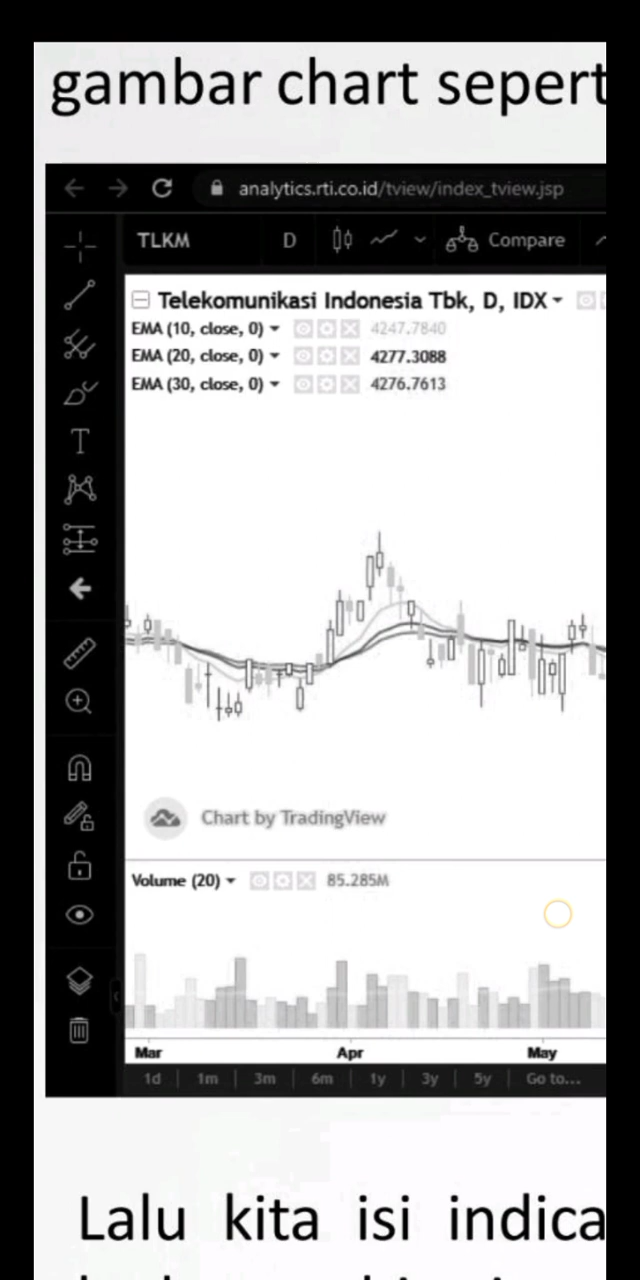 gambar chart sepert
analytics.rti.co.id/tview/index_tview.jsp
TLKM D Compare
Telekomunikasi Indonesia Tbk, D, IDX
EMA (10, close, 0) 4247.7840
EMA (20, close, 0) 4277.3088
EMA (30, close, 0) 4276.7613
Chart by TradingView
Volume (20) 85.285M
Mar Apr May
1d 1m 3m 6m 1y 3y 5y Go to...
Lalu kita isi indica